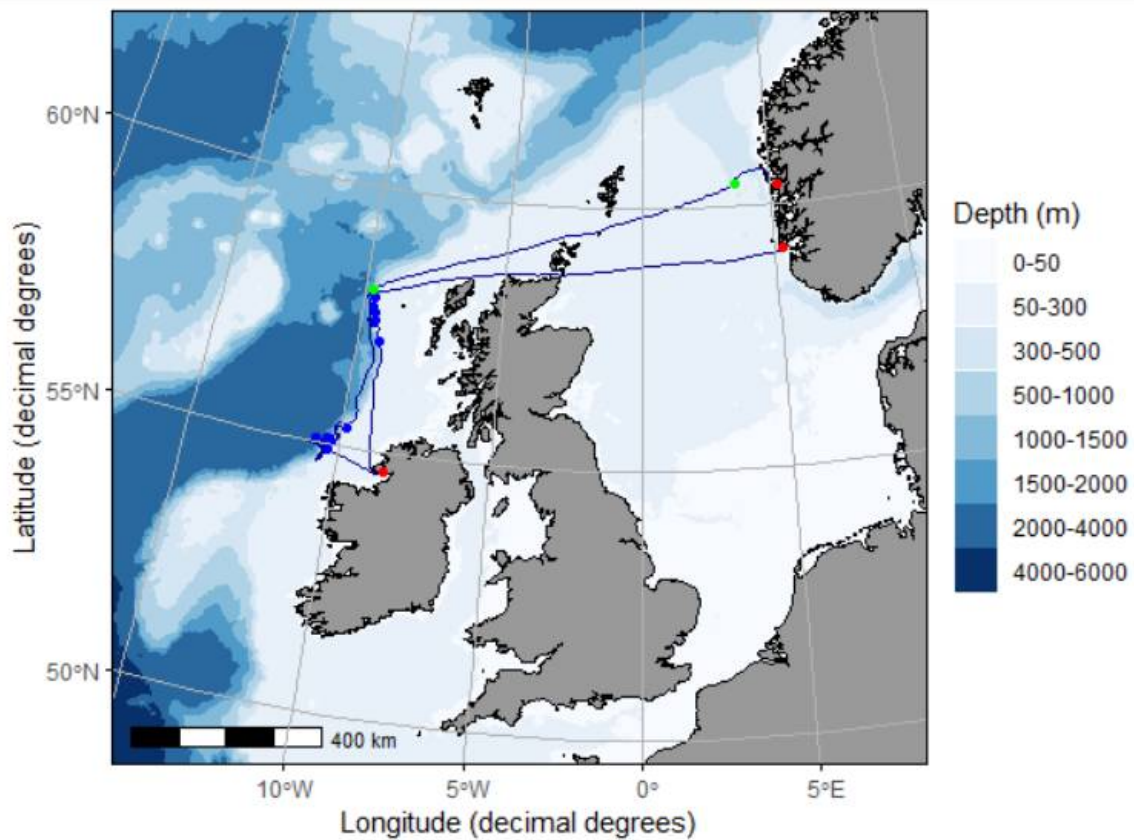 60°N
55°N
50°N
Latitude (decimal degrees)
400 km
10°W
5°W
0°
5°E
Longitude (decimal degrees)
Depth (m)
0-50
50-300
300-500
500-1000
1000-1500
1500-2000
2000-4000
4000-6000